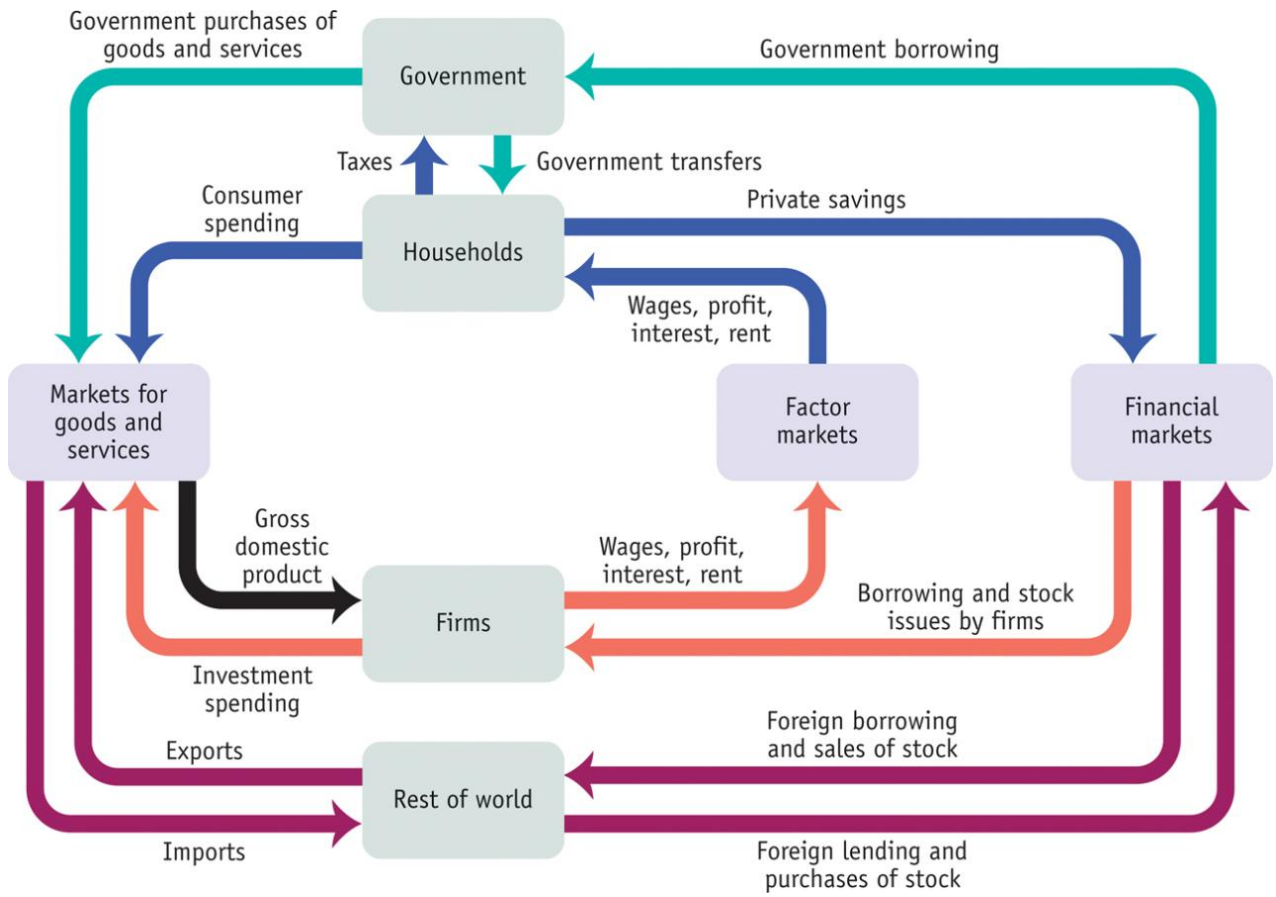 Government purchases of
goods and services
Government
Government borrowing
Taxes
Government transfers
Consumer
spending
Private savings
Households
Wages, profit,
interest, rent
Markets for
goods and
services
Factor
markets
Financial
markets
Gross
domestic
product
Wages, profit,
interest, rent
Borrowing and stock
issues by firms
Firms
Investment
spending
Foreign borrowing
and sales of stock
Exports
Rest of world
Imports
Foreign lending and
purchases of stock